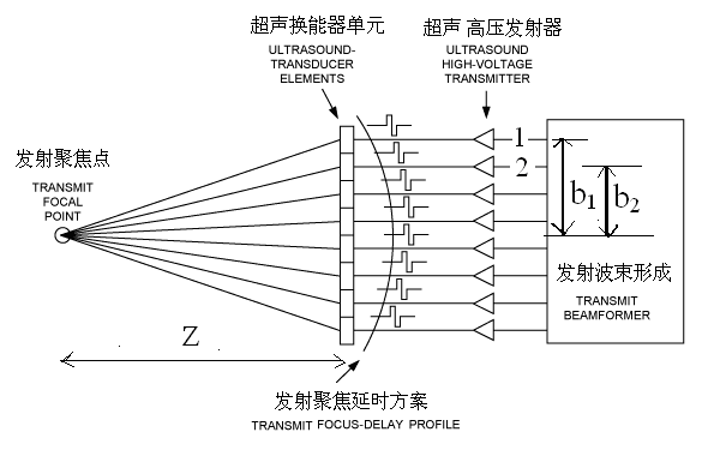 超声换能器单元
ULTRASOUND-
TRANSDUCER
ELEMENTS
超声 高压发射器
ULTRASOUND
HIGH-VOLTAGE
TRANSMITTER
发射聚焦点
TRANSMIT
FOCAL
POINT
1
2
b1
b2
发射波束形成
TRANSMIT
BEAMFORMER
Z
发射聚焦延时方案
TRANSMIT FOCUS-DELAY PROFILE